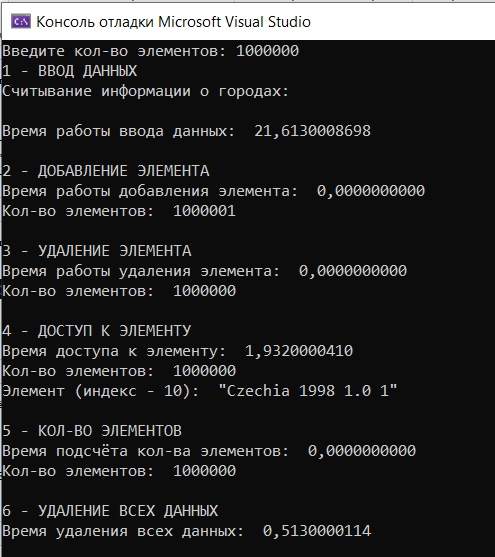 Консоль отладки Microsoft Visual Studio
Введите кол-во элементов: 1000000
1 - ВВОД ДАННЫХ
Считывание информации о городах:
Время работы ввода данных:  21,6130008698
2 - ДОБАВЛЕНИЕ ЭЛЕМЕНТА
Время работы добавления элемента:  0,0000000000
Кол-во элементов:  1000001
3 - УДАЛЕНИЕ ЭЛЕМЕНТА
Время работы удаления элемента:  0,0000000000
Кол-во элементов:  1000000
4 - ДОСТУП К ЭЛЕМЕНТУ
Время доступа к элементу:  1,9320000410
Кол-во элементов:  1000000
Элемент (индекс - 10):  "Czechia 1998 1.0 1"
5 - КОЛ-ВО ЭЛЕМЕНТОВ
Время подсчёта кол-ва элементов:  0,0000000000
Кол-во элементов:  1000000
6 - УДАЛЕНИЕ ВСЕХ ДАННЫХ
Время удаления всех данных:  0,5130000114